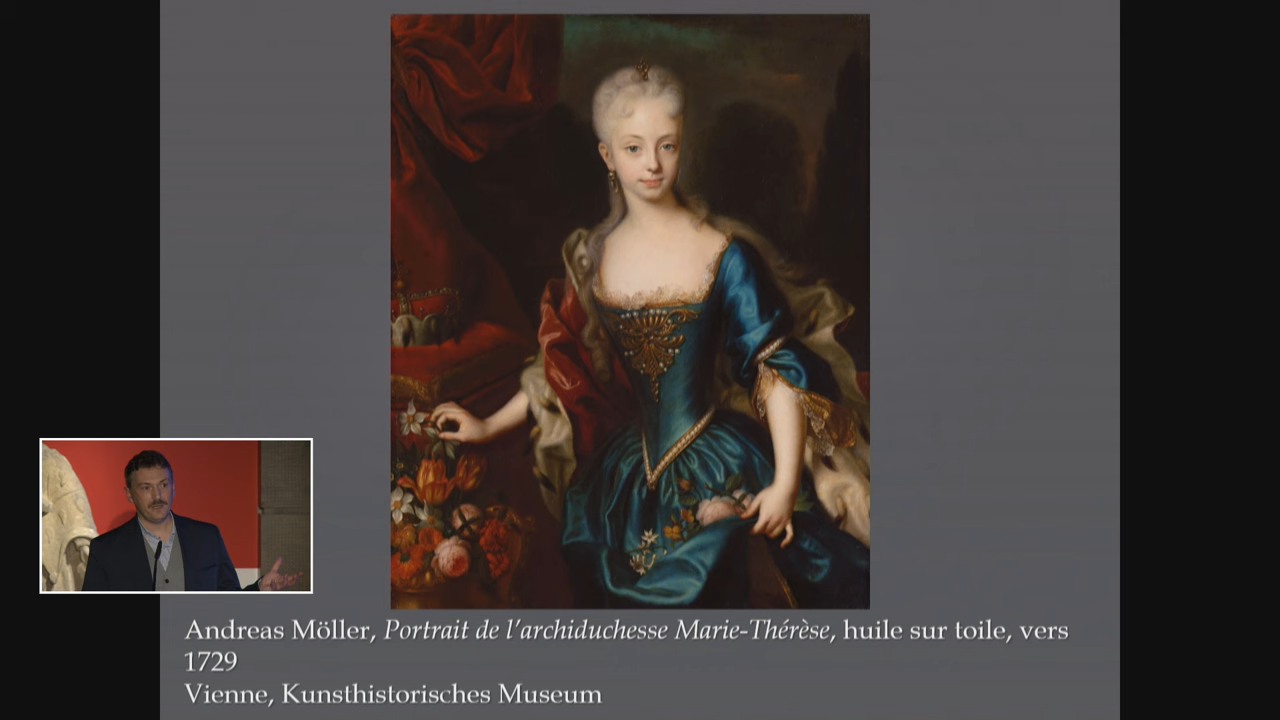 Andreas Möller, Portrait de l'archiduchesse Marie-Thérèse, huile sur toile, vers
1729
Vienne, Kunsthistorisches Museum